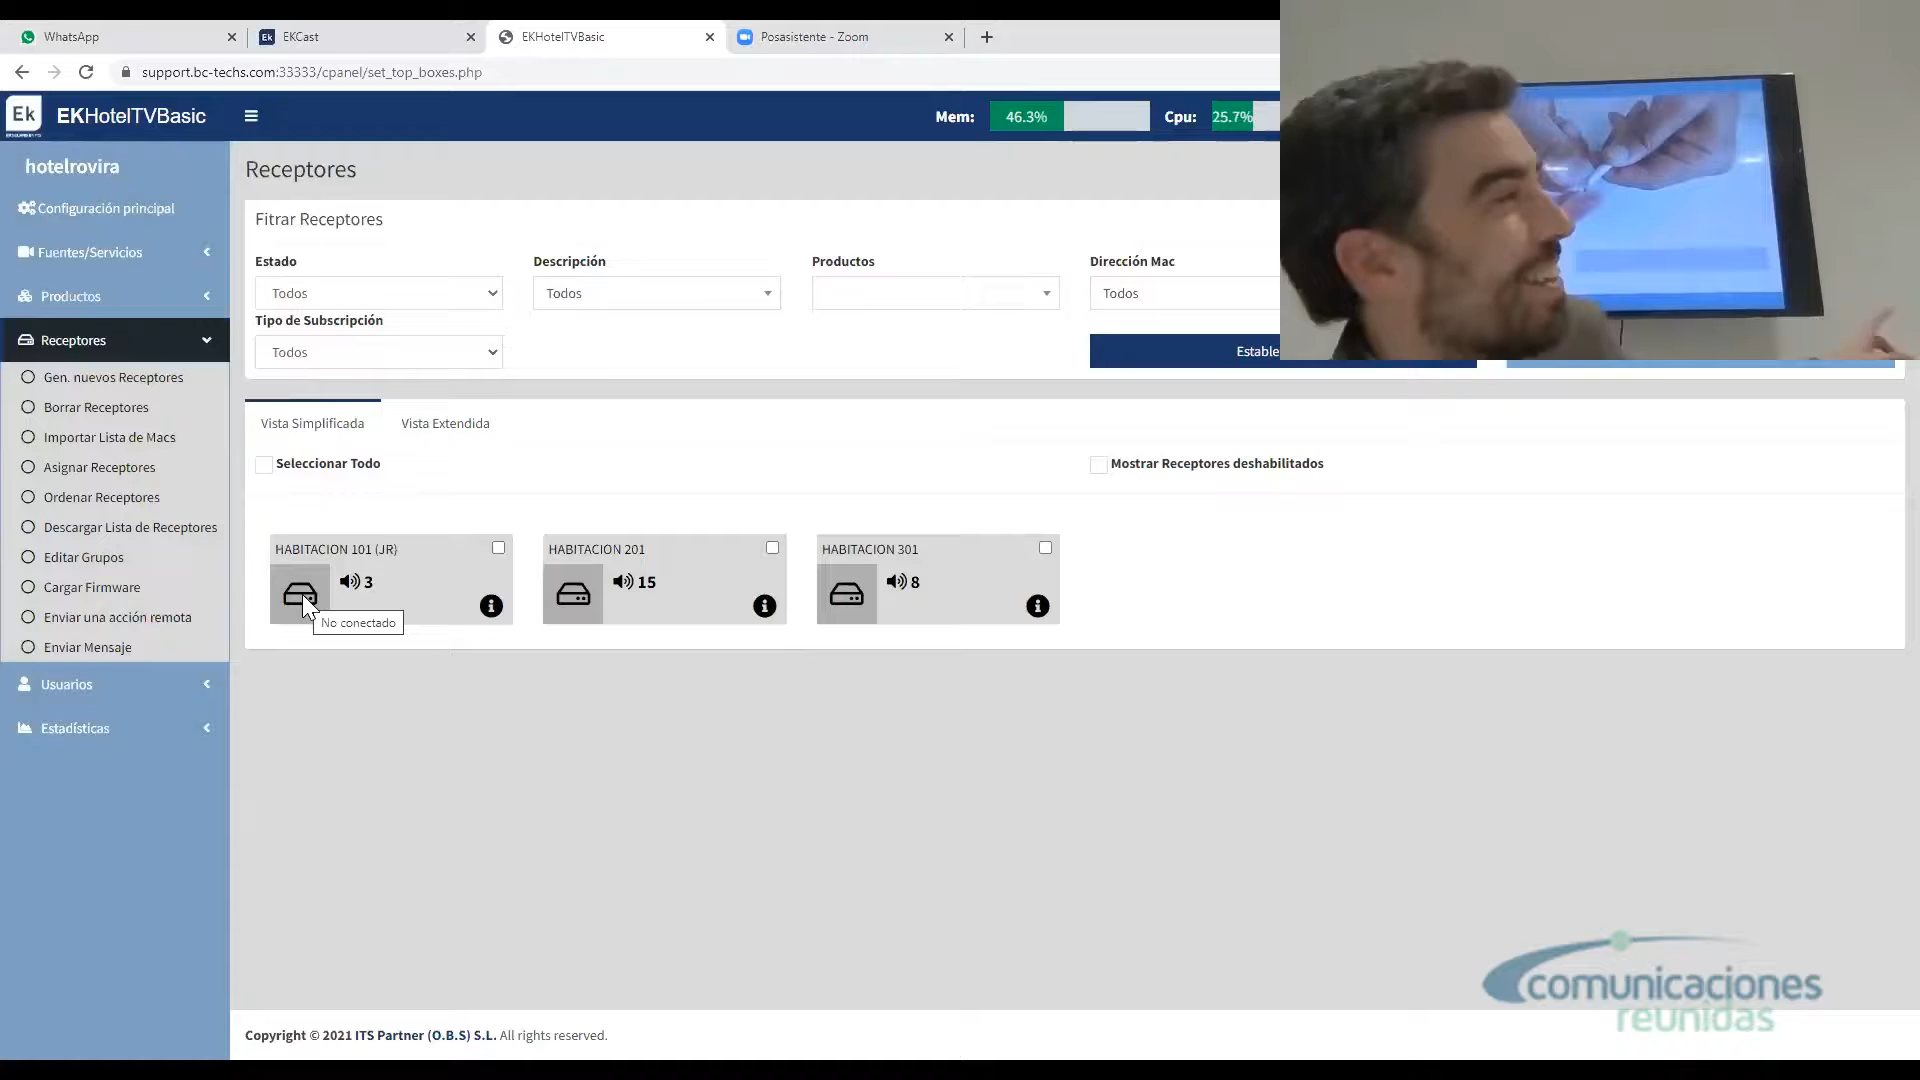 WhatsApp
EKCast
EKHotelTVBasic
Posasistente - Zoom
support.bc-techs.com:33333/cpanel/set_top_boxes.php
Ek
EKHotelTVBasic
Mem: 46.3% Cpu: 25.7%
hotelrovira
Configuración principal
Fuentes/Servicios
Productos
Receptores
Gen. nuevos Receptores
Borrar Receptores
Importar Lista de Macs
Asignar Receptores
Ordenar Receptores
Descargar Lista de Receptores
Editar Grupos
Cargar Firmware
Enviar una acción remota
Enviar Mensaje
Usuarios
Estadísticas
Receptores
Fitrar Receptores
Estado
Todos
Descripción
Todos
Productos
Dirección Mac
Todos
Tipo de Subscripción
Todos
Estable
Vista Simplificada
Vista Extendida
Seleccionar Todo
Mostrar Receptores deshabilitados
HABITACION 101 (JR)
3
No conectado
HABITACION 201
15
HABITACION 301
8
comunicaciones
reunidas
Copyright © 2021 ITS Partner (O.B.S) S.L. All rights reserved.